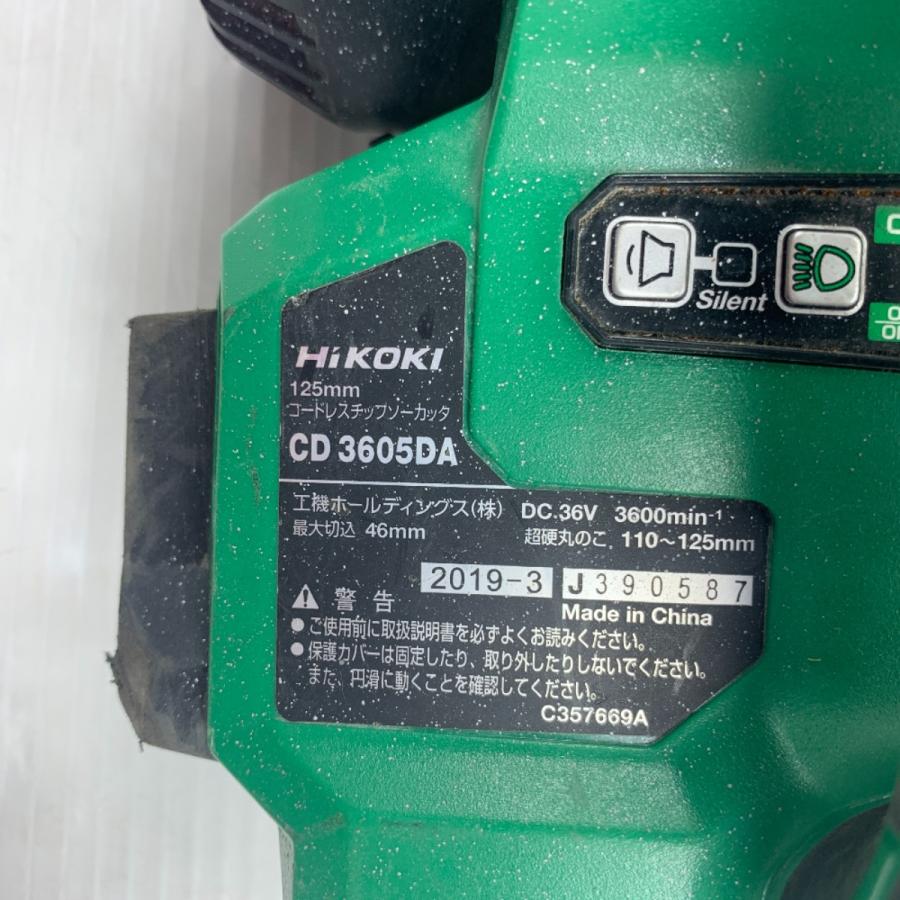 Silent
HiKOKI
125mm
コードレスチップソーカッタ
CD 3605DA
工機ホールディングス(株) DC.36V 3600min-1
最大切込 46mm 超硬丸のこ 110～125mm
2019-3 J390587
Made in China
警告
● ご使用前に取扱説明書を必ずよくお読みください。
● 保護カバーは固定したり、取り外したりしないでください。
また、円滑に動くことを確認してください。
C357669A